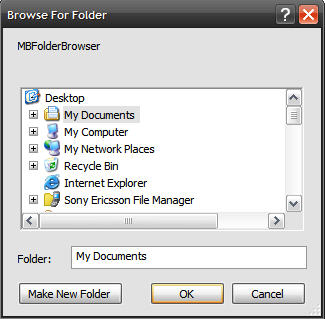 Browse For Folder
MBFolderBrowser
Desktop
My Documents
My Computer
My Network Places
Recycle Bin
Internet Explorer
Sony Ericsson File Manager
Folder: My Documents
Make New Folder OK Cancel